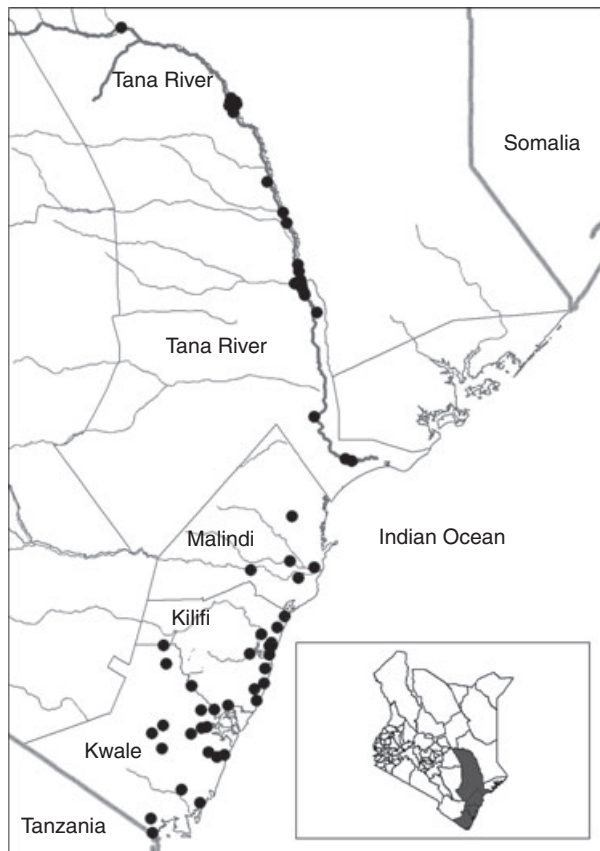 Tana River
Somalia
Tana River
Malindi
Indian Ocean
Kilifi
Kwale
Tanzania